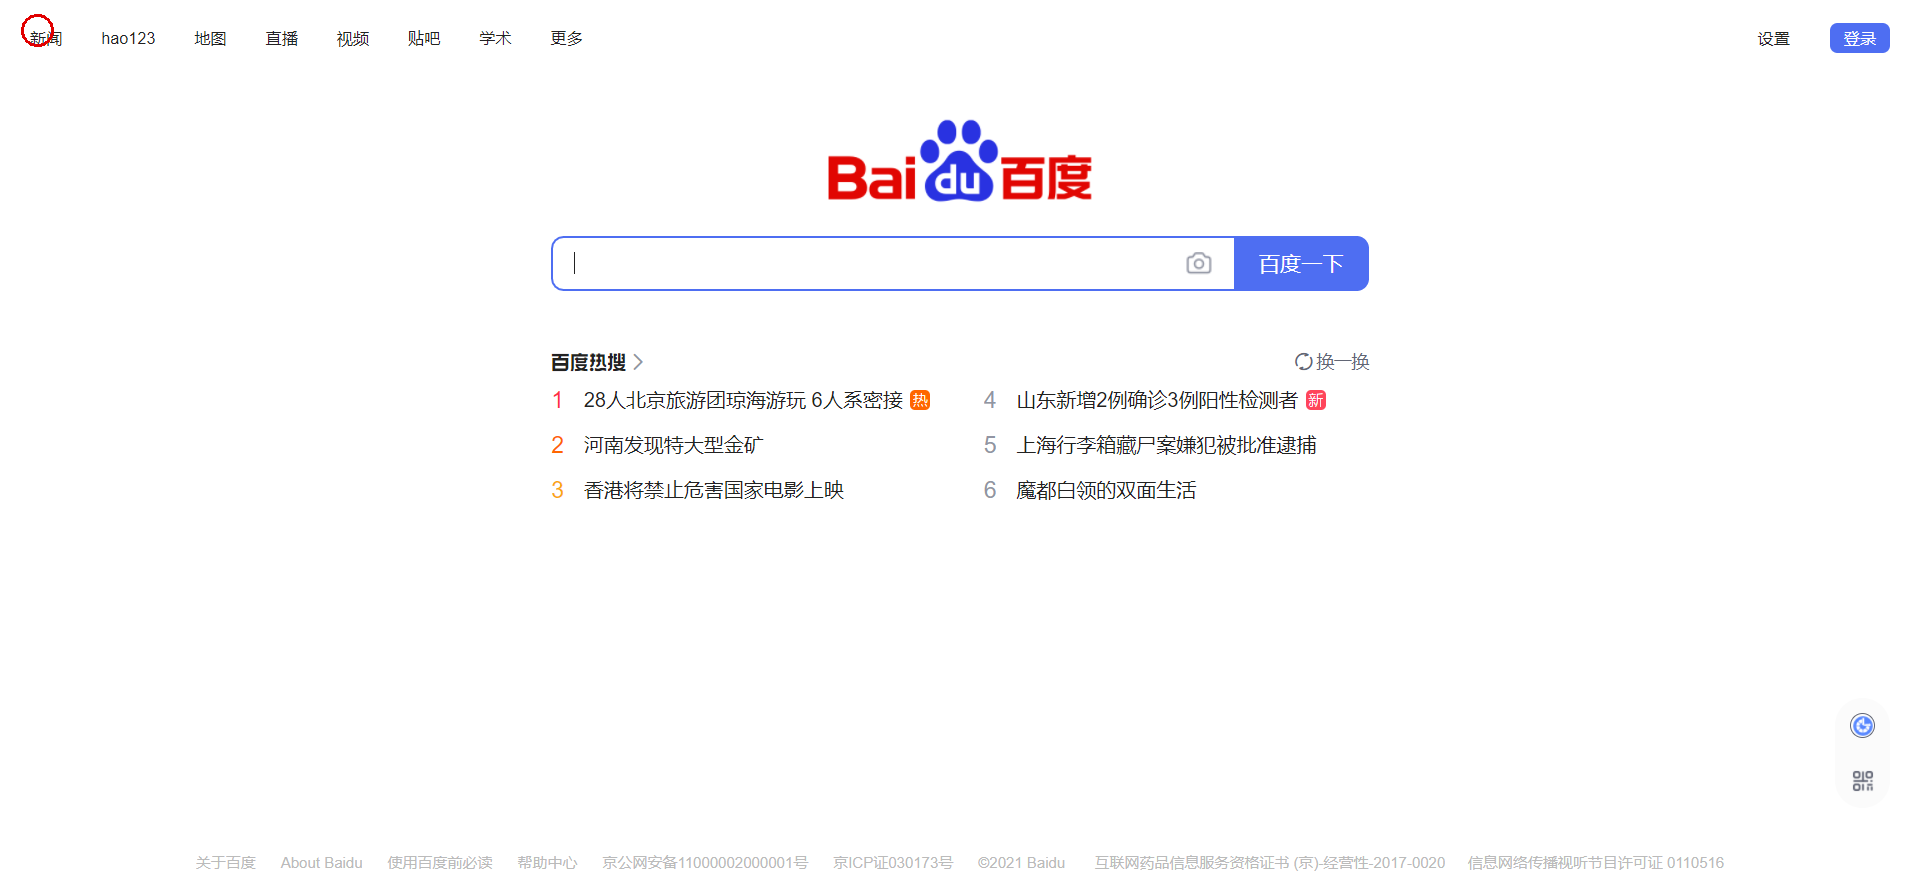 新闻 hao123 地图 直播 视频 贴吧 学术 更多 设置 登录
Bai du 百度
百度一下
百度热搜 换一换
1 28人北京旅游团琼海游玩 6人系密接 热
2 河南发现特大型金矿
3 香港将禁止危害国家电影上映
4 山东新增2例确诊3例阳性检测者 新
5 上海行李箱藏尸案嫌犯被批准逮捕
6 魔都白领的双面生活
关于百度 About Baidu 使用百度前必读 帮助中心 京公网安备11000002000001号 京ICP证030173号 ©2021 Baidu 互联网药品信息服务资格证书 (京)-经营性-2017-0020 信息网络传播视听节目许可证 0110516